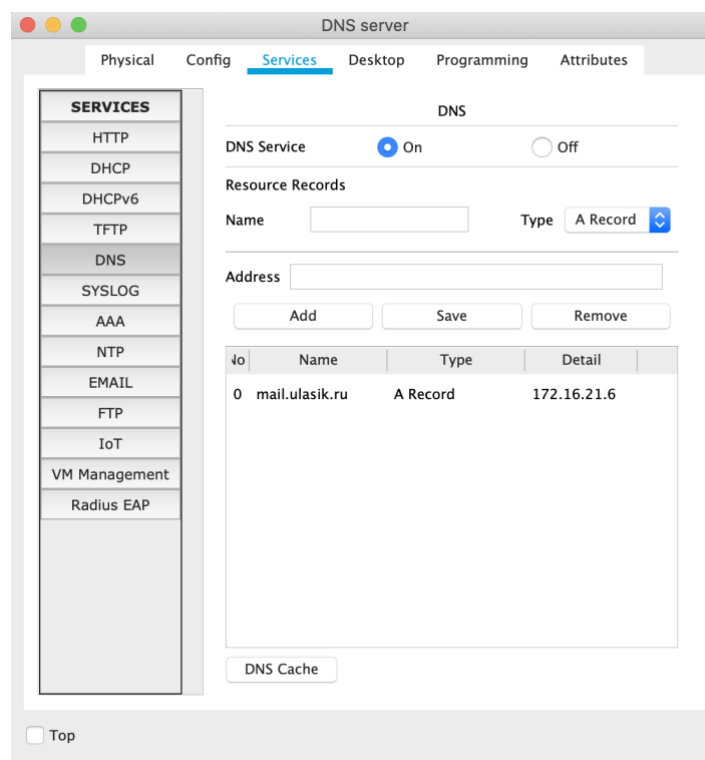 DNS server
Physical Config Services Desktop Programming Attributes
SERVICES
HTTP
DHCP
DHCPv6
TFTP
DNS
SYSLOG
AAA
NTP
EMAIL
FTP
IoT
VM Management
Radius EAP
DNS
DNS Service On Off
Resource Records
Name Type A Record
Address
Add Save Remove
No Name Type Detail
0 mail.ulasik.ru A Record 172.16.21.6
DNS Cache
Top